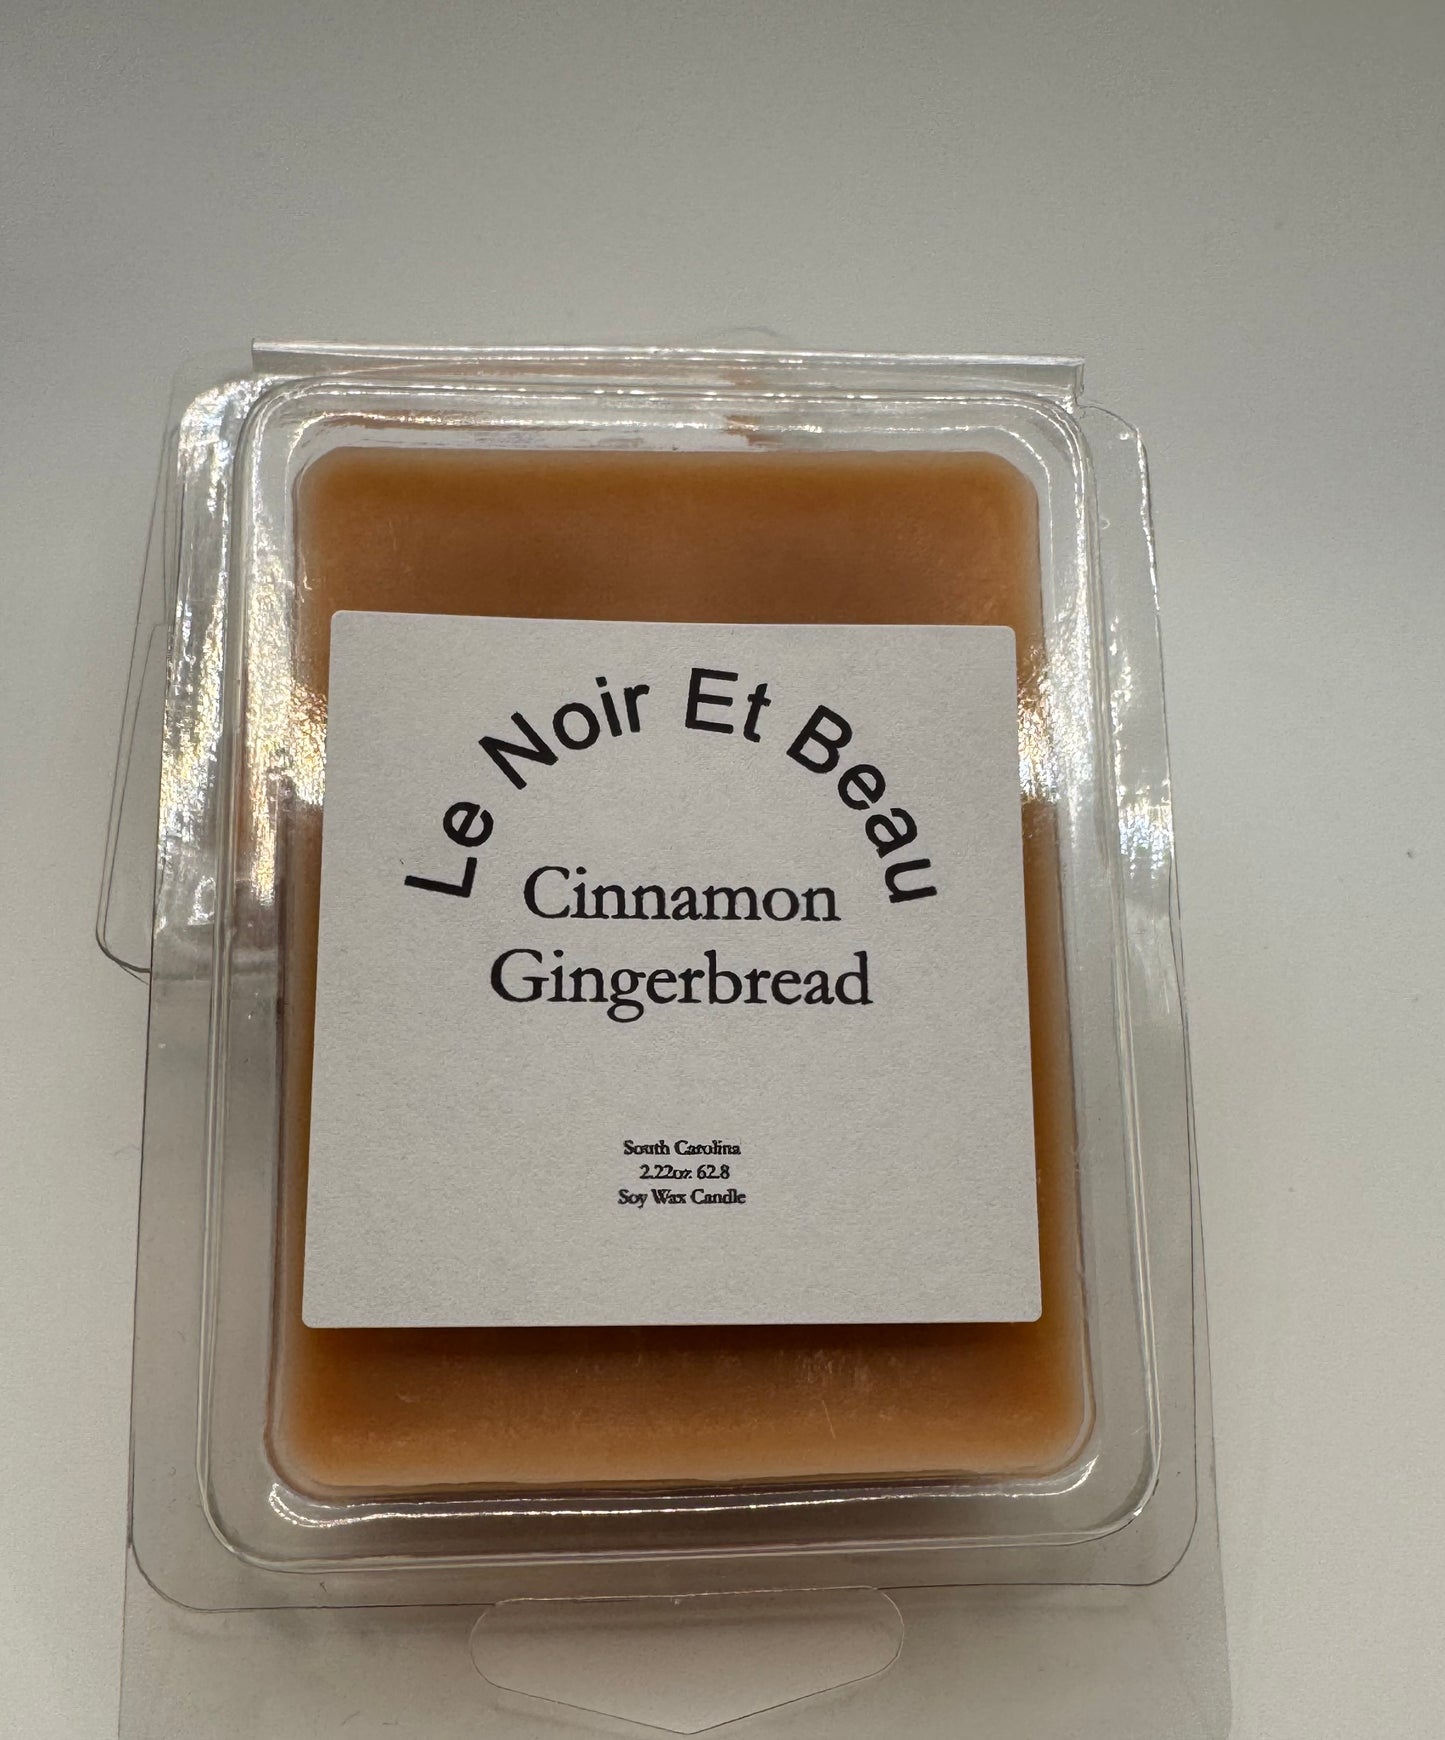 Le Noir Et Beau
Cinnamon
Gingerbread
South Carolina
2.22oz 62.8
Soy Wax Candle